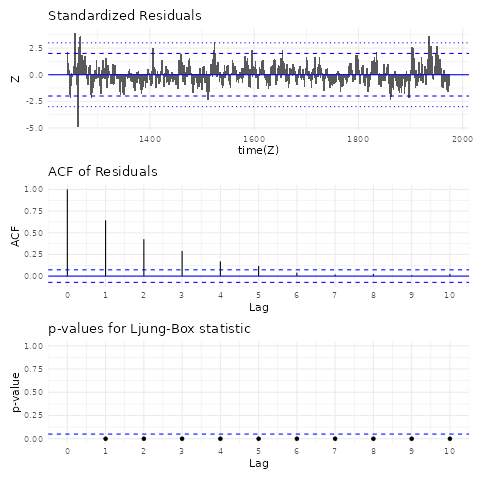 Standardized Residuals
2.5
0.0
-2.5
-5.0
Z
1400
1600
1800
2000
time(Z)
ACF of Residuals
1.00
0.75
0.50
0.25
0.00
ACF
0 1 2 3 4 5 6 7 8 9 10
Lag
p-values for Ljung-Box statistic
1.00
0.75
0.50
0.25
0.00
p-value
0 1 2 3 4 5 6 7 8 9 10
Lag